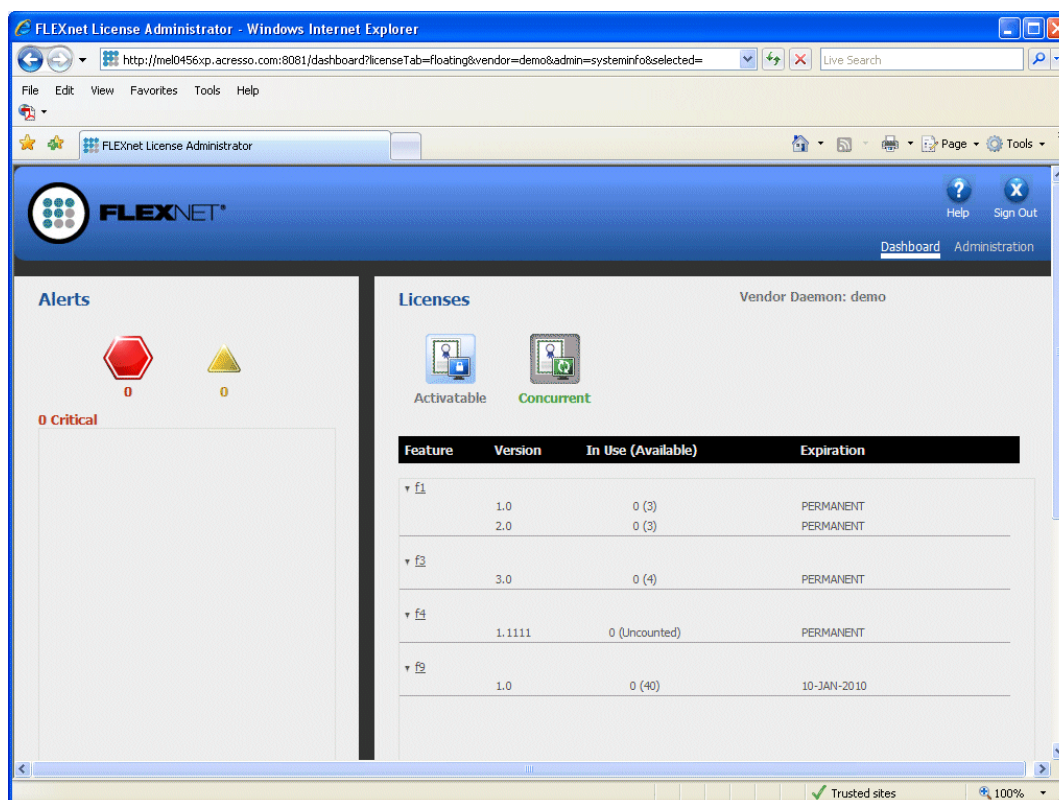 FLEXnet License Administrator - Windows Internet Explorer
http://mel0456xp.acresso.com:8081/dashboard?licenseTab=floating&vendor=demo&admin=systeminfo&selected=
Live Search
File Edit View Favorites Tools Help
FLEXnet License Administrator
Page Tools
FLEXNET®
Help Sign Out
Dashboard Administration
Alerts
0 0
0 Critical
Licenses
Vendor Daemon: demo
Activatable Concurrent
Feature Version In Use (Available) Expiration
f1
1.0 0 (3) PERMANENT
2.0 0 (3) PERMANENT
f3
3.0 0 (4) PERMANENT
f4
1.1111 0 (Uncounted) PERMANENT
f9
1.0 0 (40) 10-JAN-2010
Trusted sites 100%